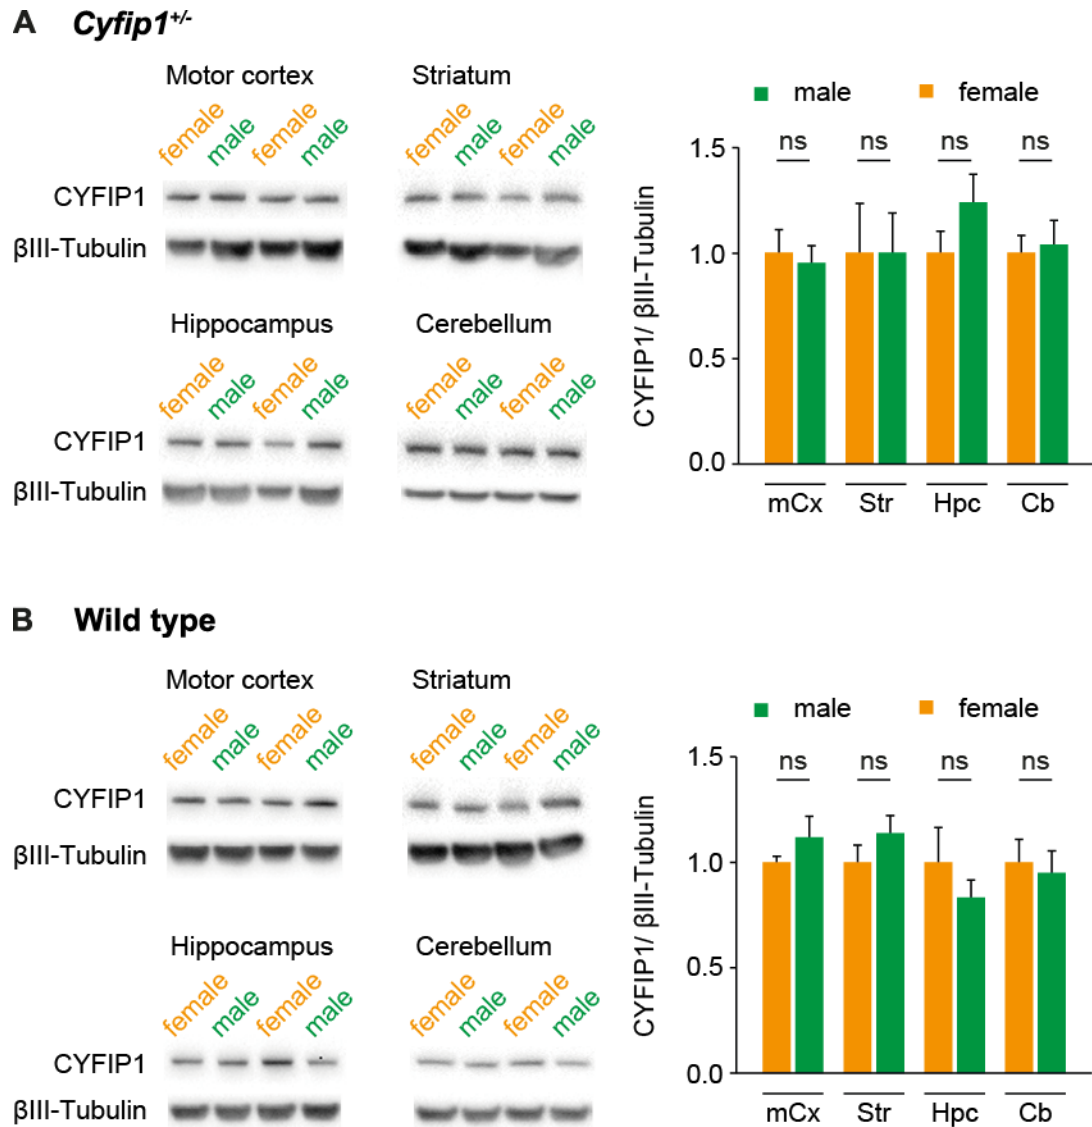 A Cyfip1+/-
Motor cortex
female male female male
CYFIP1
βIII-Tubulin
Striatum
female male female male
Hippocampus
female male female male
CYFIP1
βIII-Tubulin
Cerebellum
female male female male
male female
ns ns ns ns
CYFIP1/ βIII-Tubulin
1.5
1.0
0.5
0.0
mCx Str Hpc Cb
B Wild type
Motor cortex
female male female male
CYFIP1
βIII-Tubulin
Striatum
female male female male
Hippocampus
female male female male
CYFIP1
βIII-Tubulin
Cerebellum
female male female male
male female
ns ns ns ns
CYFIP1/ βIII-Tubulin
1.5
1.0
0.5
0.0
mCx Str Hpc Cb